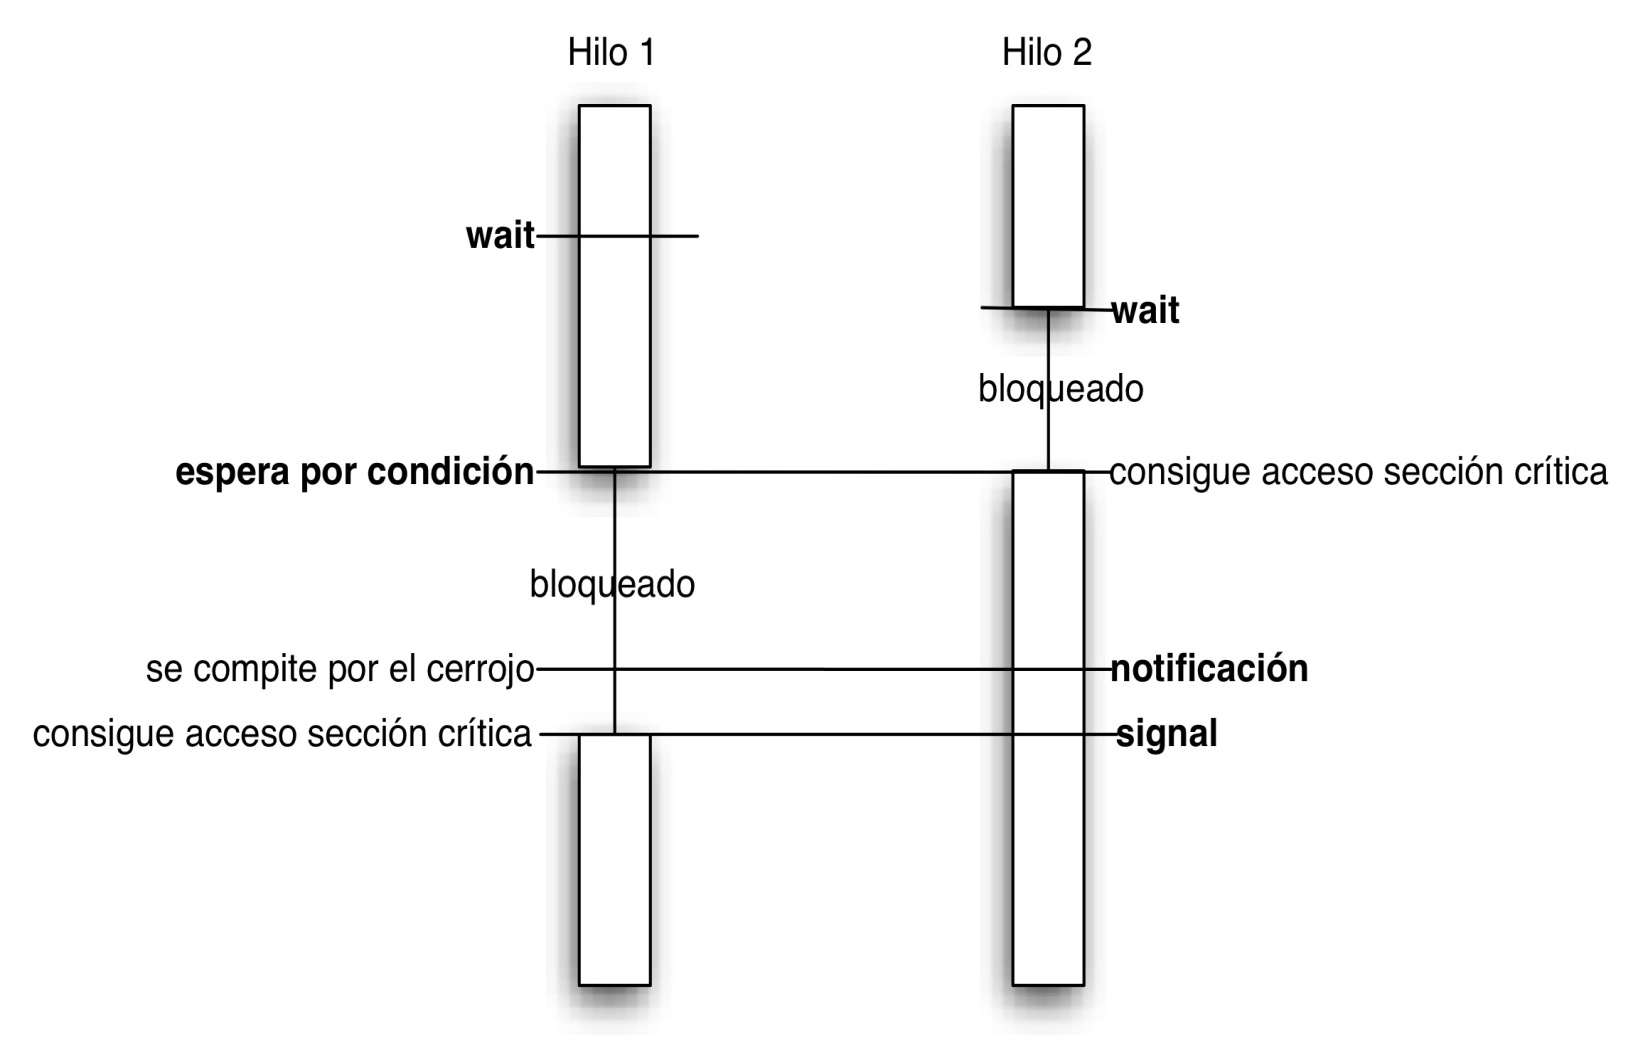 Hilo 1
Hilo 2
wait
wait
bloqueado
espera por condición
consigue acceso sección crítica
bloqueado
se compite por el cerrojo
notificación
consigue acceso sección crítica
signal